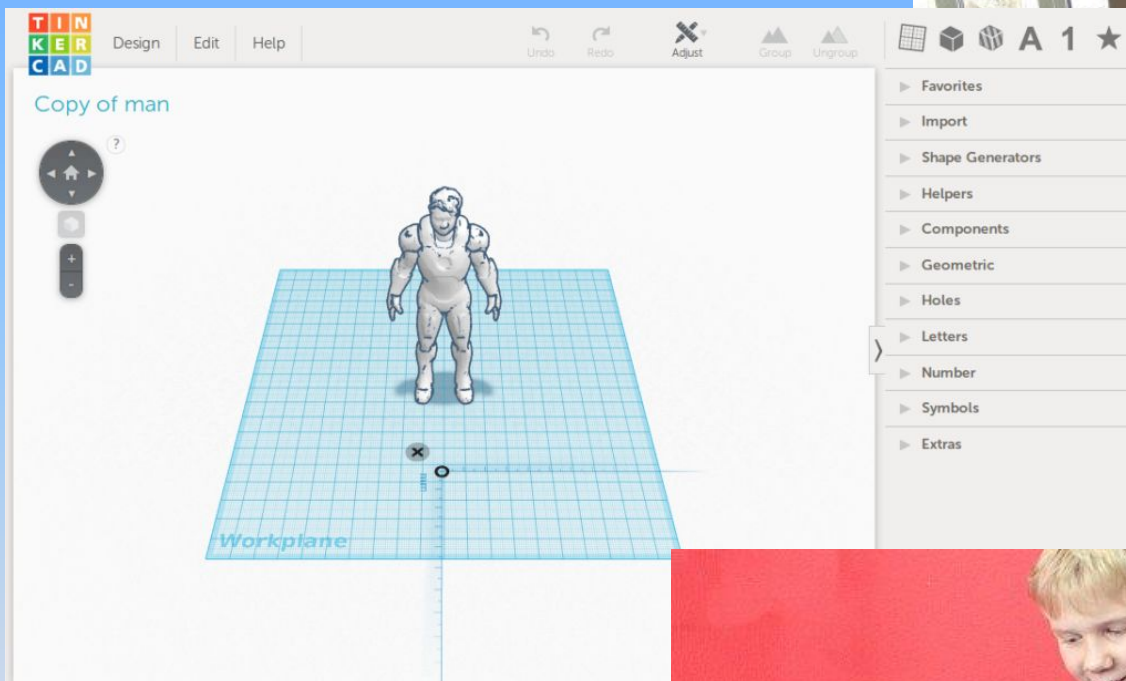 TIN
KER
CAD
Design Edit Help
Undo Redo Adjust Group Ungroup
A 1
Copy of man
?
+
-
Workplane
Favorites
Import
Shape Generators
Helpers
Components
Geometric
Holes
Letters
Number
Symbols
Extras